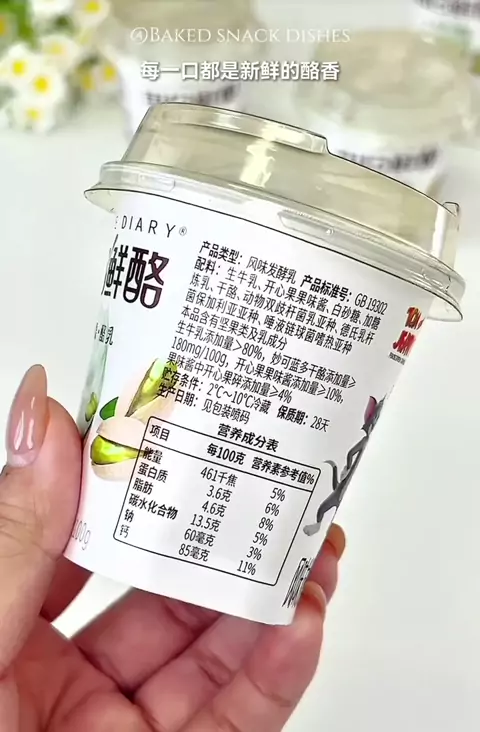 @BAKED SNACK DISHES
每一口都是新鲜的酪香
E DIARY®
鲜酪
·酪乳
产品类型：风味发酵乳 产品标准号：GB 19302
配料：生牛乳、开心果果味酱、白砂糖、加糖
炼乳、干酪、动物双歧杆菌乳亚种、德氏乳杆
菌保加利亚亚种、唾液链球菌嗜热亚种
本品含有坚果类及乳成分
生牛乳添加量≥80%，妙可蓝多干酪添加量≥
180mg/100g，开心果果味酱添加量≥10%，
果味酱中开心果碎添加量≥4%
贮存条件：2℃~10℃冷藏 保质期：28天
生产日期：见包装喷码
营养成分表
项目 每100克 营养素参考值%
能量 461千焦 5%
蛋白质 3.6克 6%
脂肪 4.6克 8%
碳水化合物 13.5克 5%
钠 60毫克 3%
钙 85毫克 11%
100g